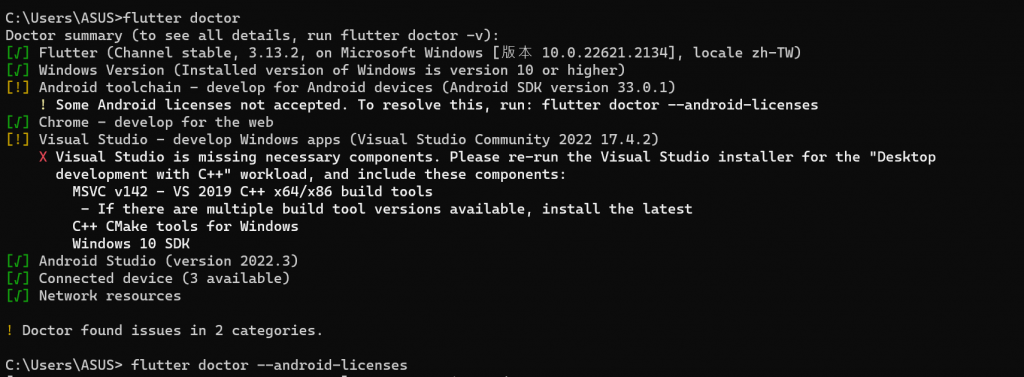 C:\Users\ASUS>flutter doctor
Doctor summary (to see all details, run flutter doctor -v):
[√] Flutter (Channel stable, 3.13.2, on Microsoft Windows [版本 10.0.22621.2134], locale zh-TW)
[√] Windows Version (Installed version of Windows is version 10 or higher)
[!] Android toolchain - develop for Android devices (Android SDK version 33.0.1)
! Some Android licenses not accepted. To resolve this, run: flutter doctor --android-licenses
[√] Chrome - develop for the web
[!] Visual Studio - develop Windows apps (Visual Studio Community 2022 17.4.2)
X Visual Studio is missing necessary components. Please re-run the Visual Studio installer for the "Desktop
development with C++" workload, and include these components:
MSVC v142 - VS 2019 C++ x64/x86 build tools
- If there are multiple build tool versions available, install the latest
C++ CMake tools for Windows
Windows 10 SDK
[√] Android Studio (version 2022.3)
[√] Connected device (3 available)
[√] Network resources
! Doctor found issues in 2 categories.
C:\Users\ASUS> flutter doctor --android-licenses